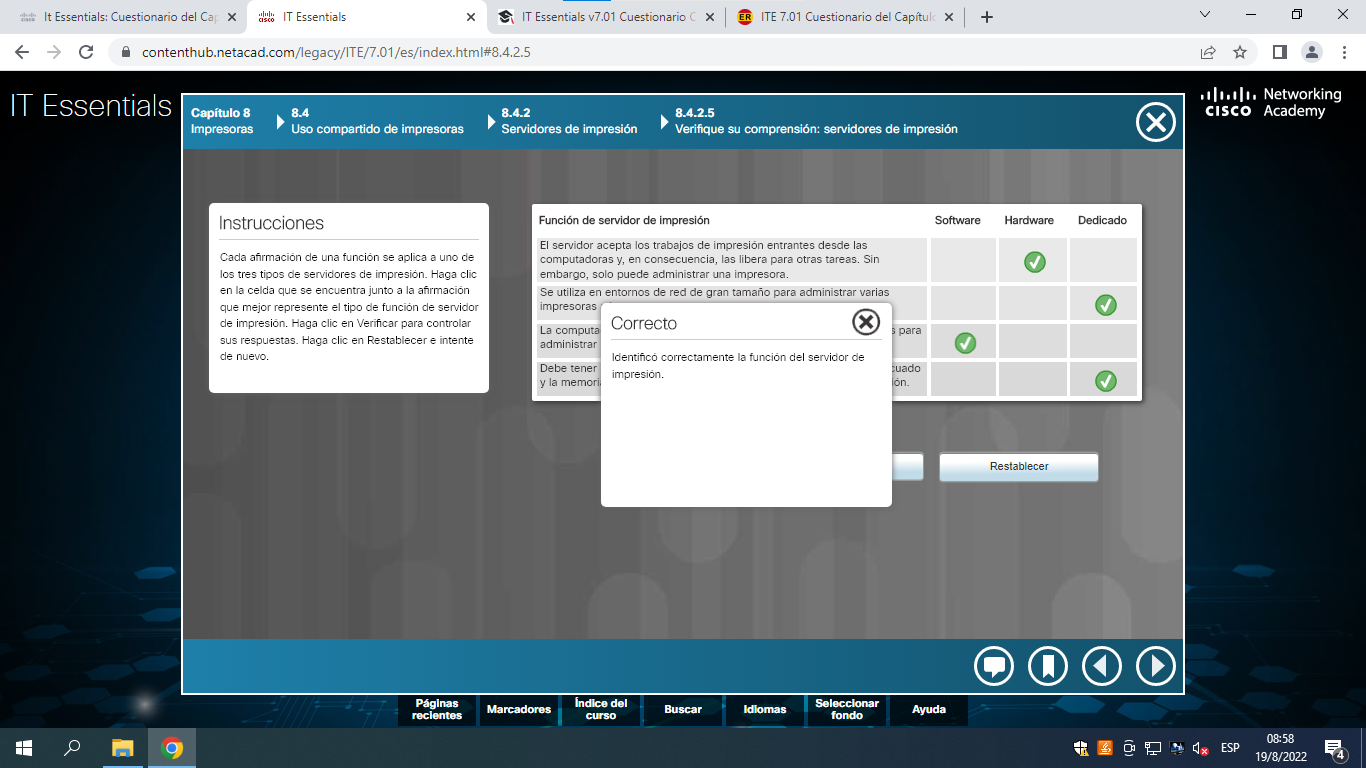 It Essentials: Cuestionario del Cap
IT Essentials
IT Essentials v7.01 Cuestionario C
ER
ITE 7.01 Cuestionario del Capítulo
contenthub.netacad.com/legacy/ITE/7.01/es/index.html#8.4.2.5
IT Essentials
Capítulo 8
Impresoras
8.4
Uso compartido de impresoras
8.4.2
Servidores de impresión
8.4.2.5
Verifique su comprensión: servidores de impresión
CISCO
Networking
Academy
Instrucciones
Cada afirmación de una función se aplica a uno de
los tres tipos de servidores de impresión. Haga clic
en la celda que se encuentra junto a la afirmación
que mejor represente el tipo de función de servidor
de impresión. Haga clic en Verificar para controlar
sus respuestas. Haga clic en Restablecer e intente
de nuevo.
Función de servidor de impresión
Software
Hardware
Dedicado
El servidor acepta los trabajos de impresión entrantes desde las
computadoras y, en consecuencia, las libera para otras tareas. Sin
embargo, solo puede administrar una impresora.
Se utiliza en entornos de red de gran tamaño para administrar varias
impresoras
La computa
s para
administrar
Debe tener
cuado
y la memoria
ón.
Correcto
Identificó correctamente la función del servidor de
impresión.
Restablecer
Páginas
recientes
Marcadores
Índice del
curso
Buscar
Idiomas
Seleccionar
fondo
Ayuda
ESP
08:58
19/8/2022
4